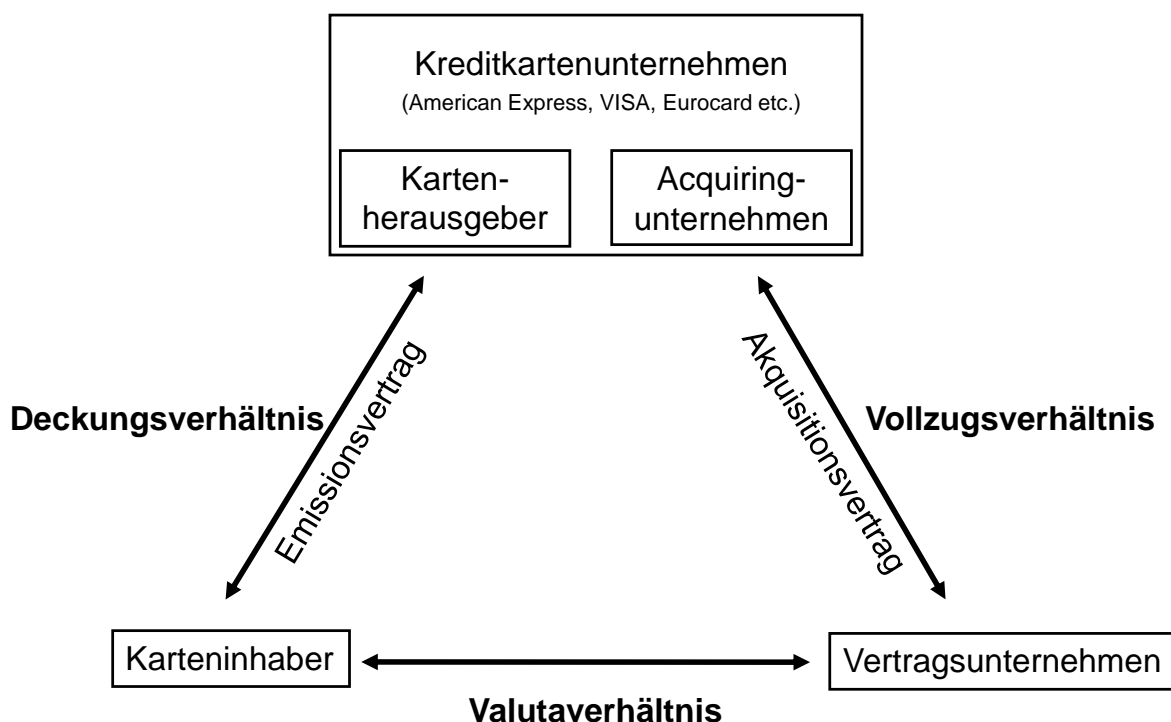 Kreditkartenunternehmen
(American Express, VISA, Eurocard etc.)
Karten-
herausgeber
Acquiring-
unternehmen
Deckungsverhältnis
Emissionsvertrag
Akquisitionsvertrag
Vollzugsverhältnis
Karteninhaber
Vertragsunternehmen
Valutaverhältnis